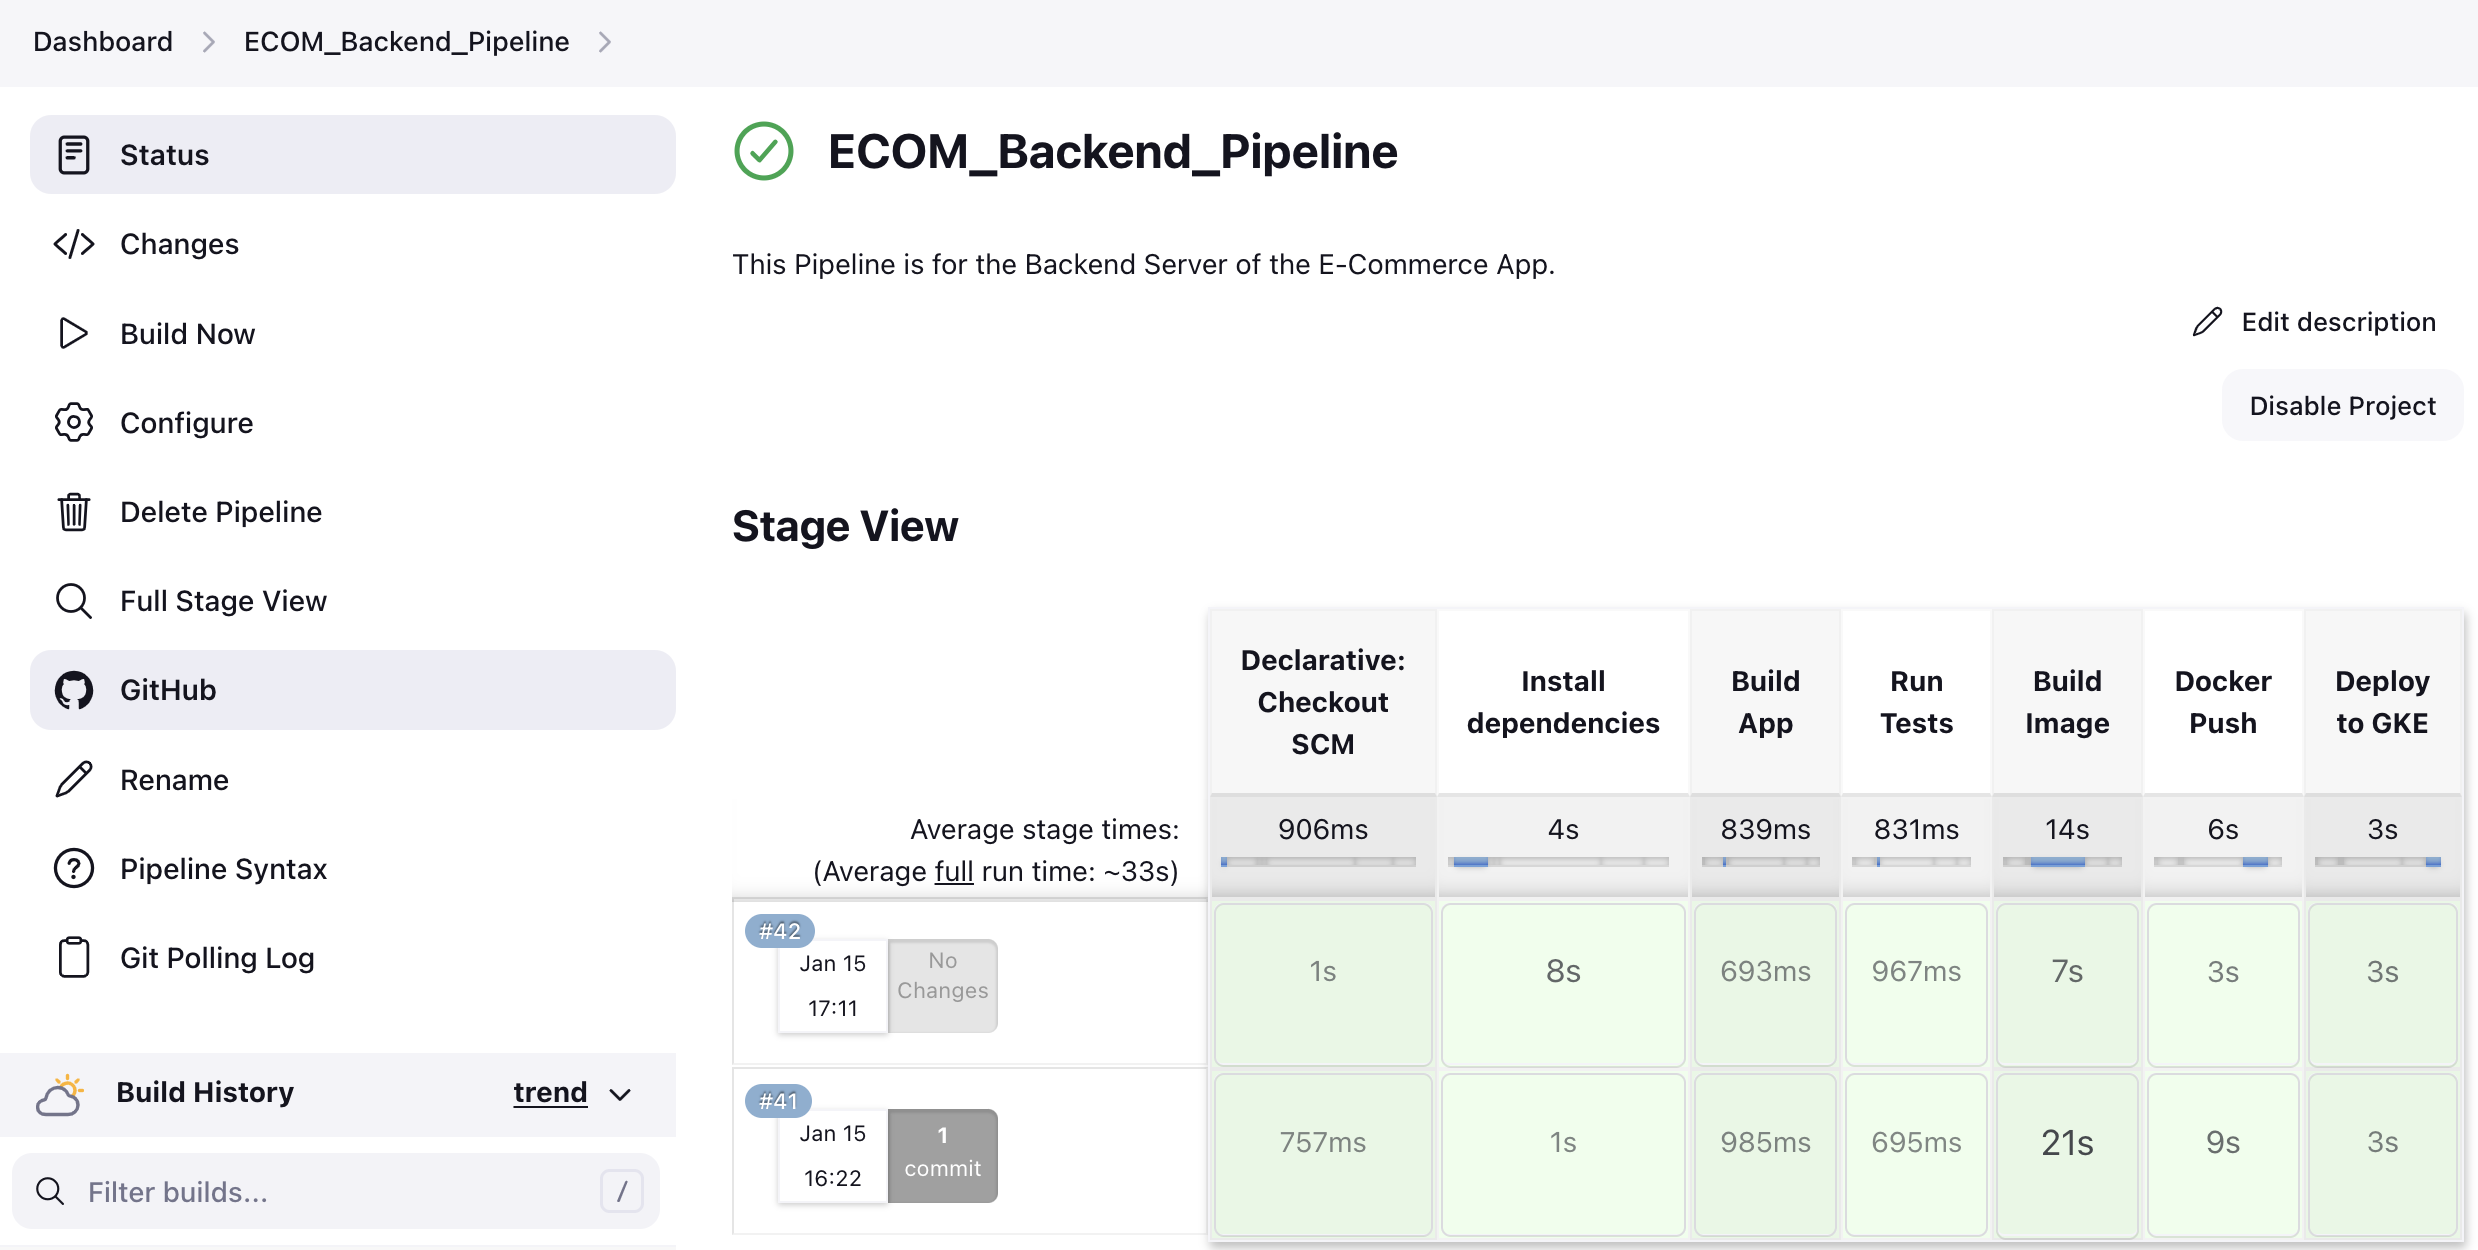 Dashboard
ECOM_Backend_Pipeline
Status
Changes
Build Now
Configure
Delete Pipeline
Full Stage View
GitHub
Rename
Pipeline Syntax
Git Polling Log
Build History
trend
Filter builds...
/
ECOM_Backend_Pipeline
This Pipeline is for the Backend Server of the E-Commerce App.
Edit description
Disable Project
Stage View
Declarative:
Checkout
SCM
Install
dependencies
Build
App
Run
Tests
Build
Image
Docker
Push
Deploy
to GKE
Average stage times:
(Average full run time: ~33s)
906ms
4s
839ms
831ms
14s
6s
3s
#42
Jan 15
17:11
No
Changes
1s
8s
693ms
967ms
7s
3s
3s
#41
Jan 15
16:22
1
commit
757ms
1s
985ms
695ms
21s
9s
3s